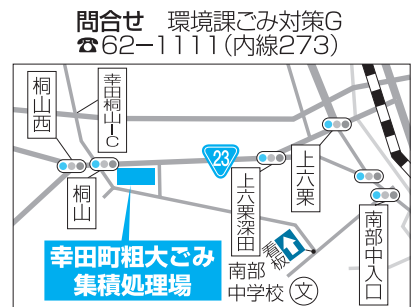 問合せ 環境課ごみ対策G
☎62−1111(内線273)
桐山西
幸田桐山IC
桐山
23
上六栗
上六栗深田
南部中入口
看板
南部
中学校 文
幸田町粗大ごみ
集積処理場